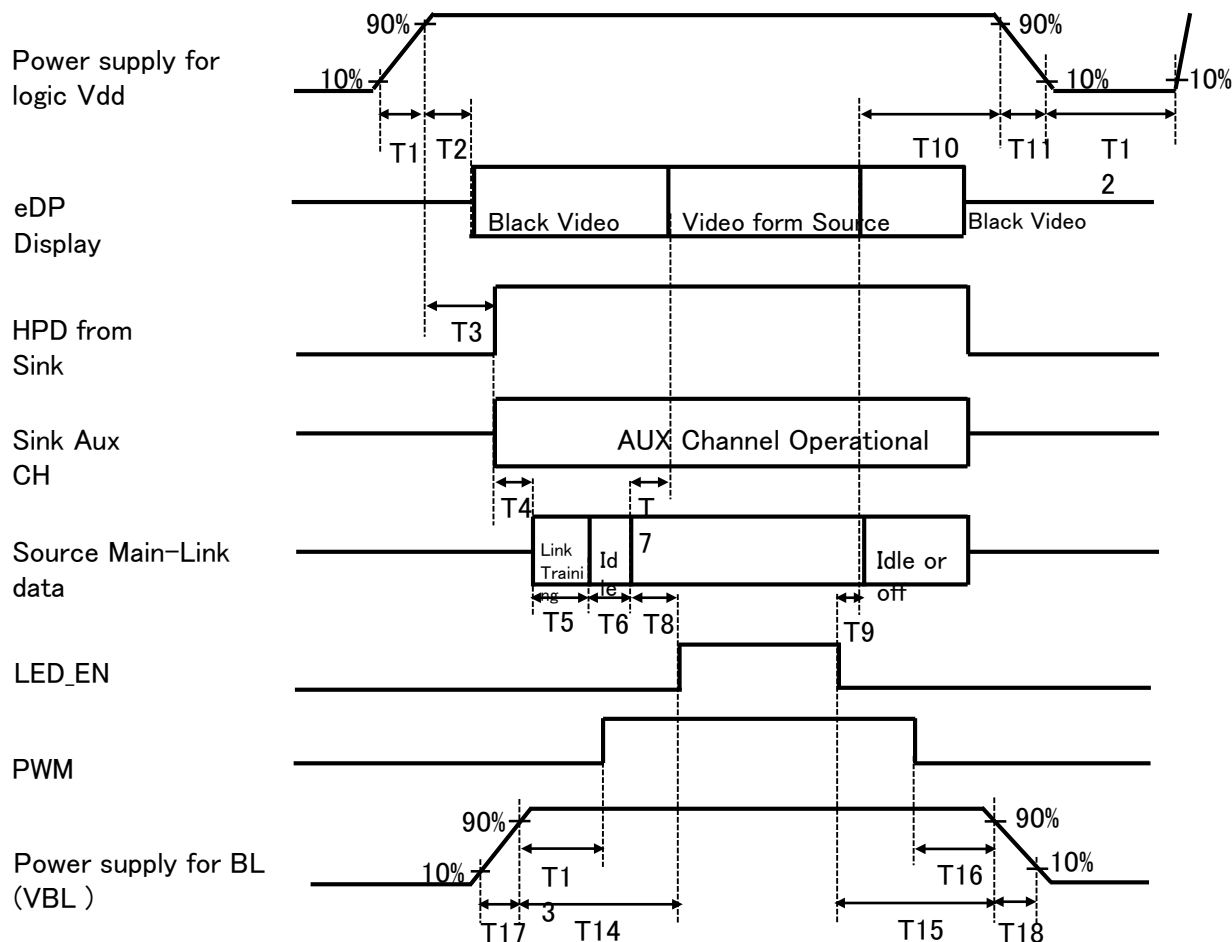 90%
90%
Power supply for
logic Vdd
10%
10%
10%
T1
T2
T10
T11
T1
2
eDP
Display
Black Video
Video form Source
Black Video
HPD from
Sink
T3
Sink Aux
CH
AUX Channel Operational
T4
T
7
Source Main-Link
data
Link
Traini
ng
Id
le
Idle or
off
T5
T6
T8
T9
LED_EN
PWM
90%
90%
Power supply for BL
(VBL )
10%
10%
T1
3
T16
T17
T14
T15
T18